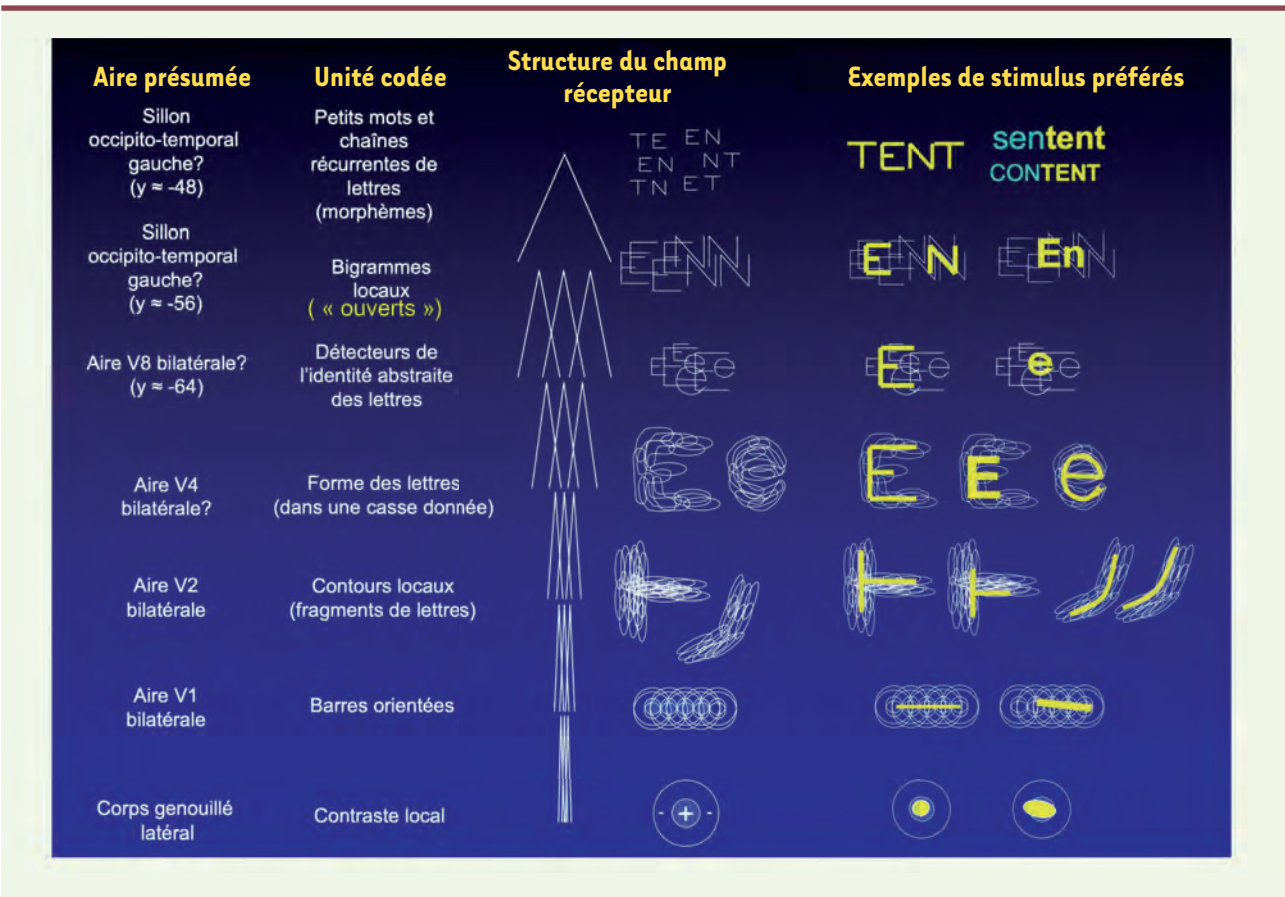 Aire présumée
Unité codée
Structure du champ
récepteur
Exemples de stimulus préférés
Sillon
occipito-temporal
gauche?
(y ≈ -48)
Petits mots et
chaînes
récurrentes de
lettres
(morphèmes)
TE EN
EN NT
TN ET
TENT
sentent
CONTENT
Sillon
occipito-temporal
gauche?
(y ≈ -56)
Bigrammes
locaux
( « ouverts »)
EEENNN
E N
En
Aire V8 bilatérale?
(y ≈ -64)
Détecteurs de
l'identité abstraite
des lettres
E
e
Aire V4
bilatérale?
Forme des lettres
(dans une casse donnée)
E e
E E e
Aire V2
bilatérale
Contours locaux
(fragments de lettres)
Aire V1
bilatérale
Barres orientées
Corps genouillé
latéral
Contraste local
- + -